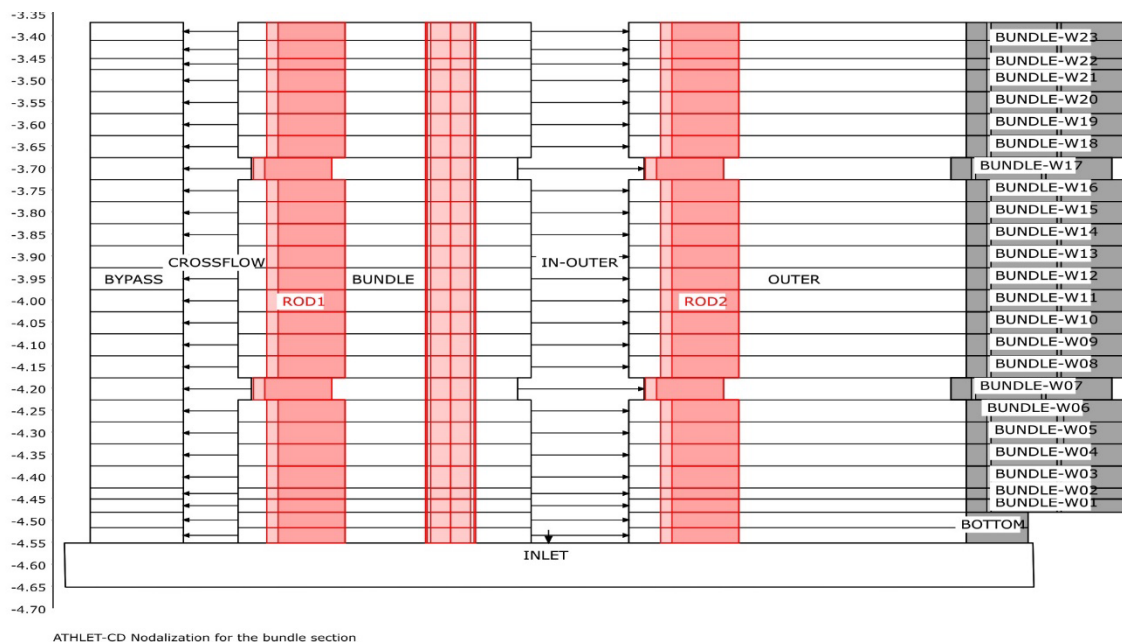 -3.35
-3.40
-3.45
-3.50
-3.55
-3.60
-3.65
-3.70
-3.75
-3.80
-3.85
-3.90
-3.95
-4.00
-4.05
-4.10
-4.15
-4.20
-4.25
-4.30
-4.35
-4.40
-4.45
-4.50
-4.55
-4.60
-4.65
-4.70
BYPASS
CROSSFLOW
ROD1
BUNDLE
IN-OUTER
ROD2
OUTER
INLET
BUNDLE-W23
BUNDLE-W22
BUNDLE-W21
BUNDLE-W20
BUNDLE-W19
BUNDLE-W18
BUNDLE-W17
BUNDLE-W16
BUNDLE-W15
BUNDLE-W14
BUNDLE-W13
BUNDLE-W12
BUNDLE-W11
BUNDLE-W10
BUNDLE-W09
BUNDLE-W08
BUNDLE-W07
BUNDLE-W06
BUNDLE-W05
BUNDLE-W04
BUNDLE-W03
BUNDLE-W02
BUNDLE-W01
BOTTOM
ATHLET-CD Nodalization for the bundle section